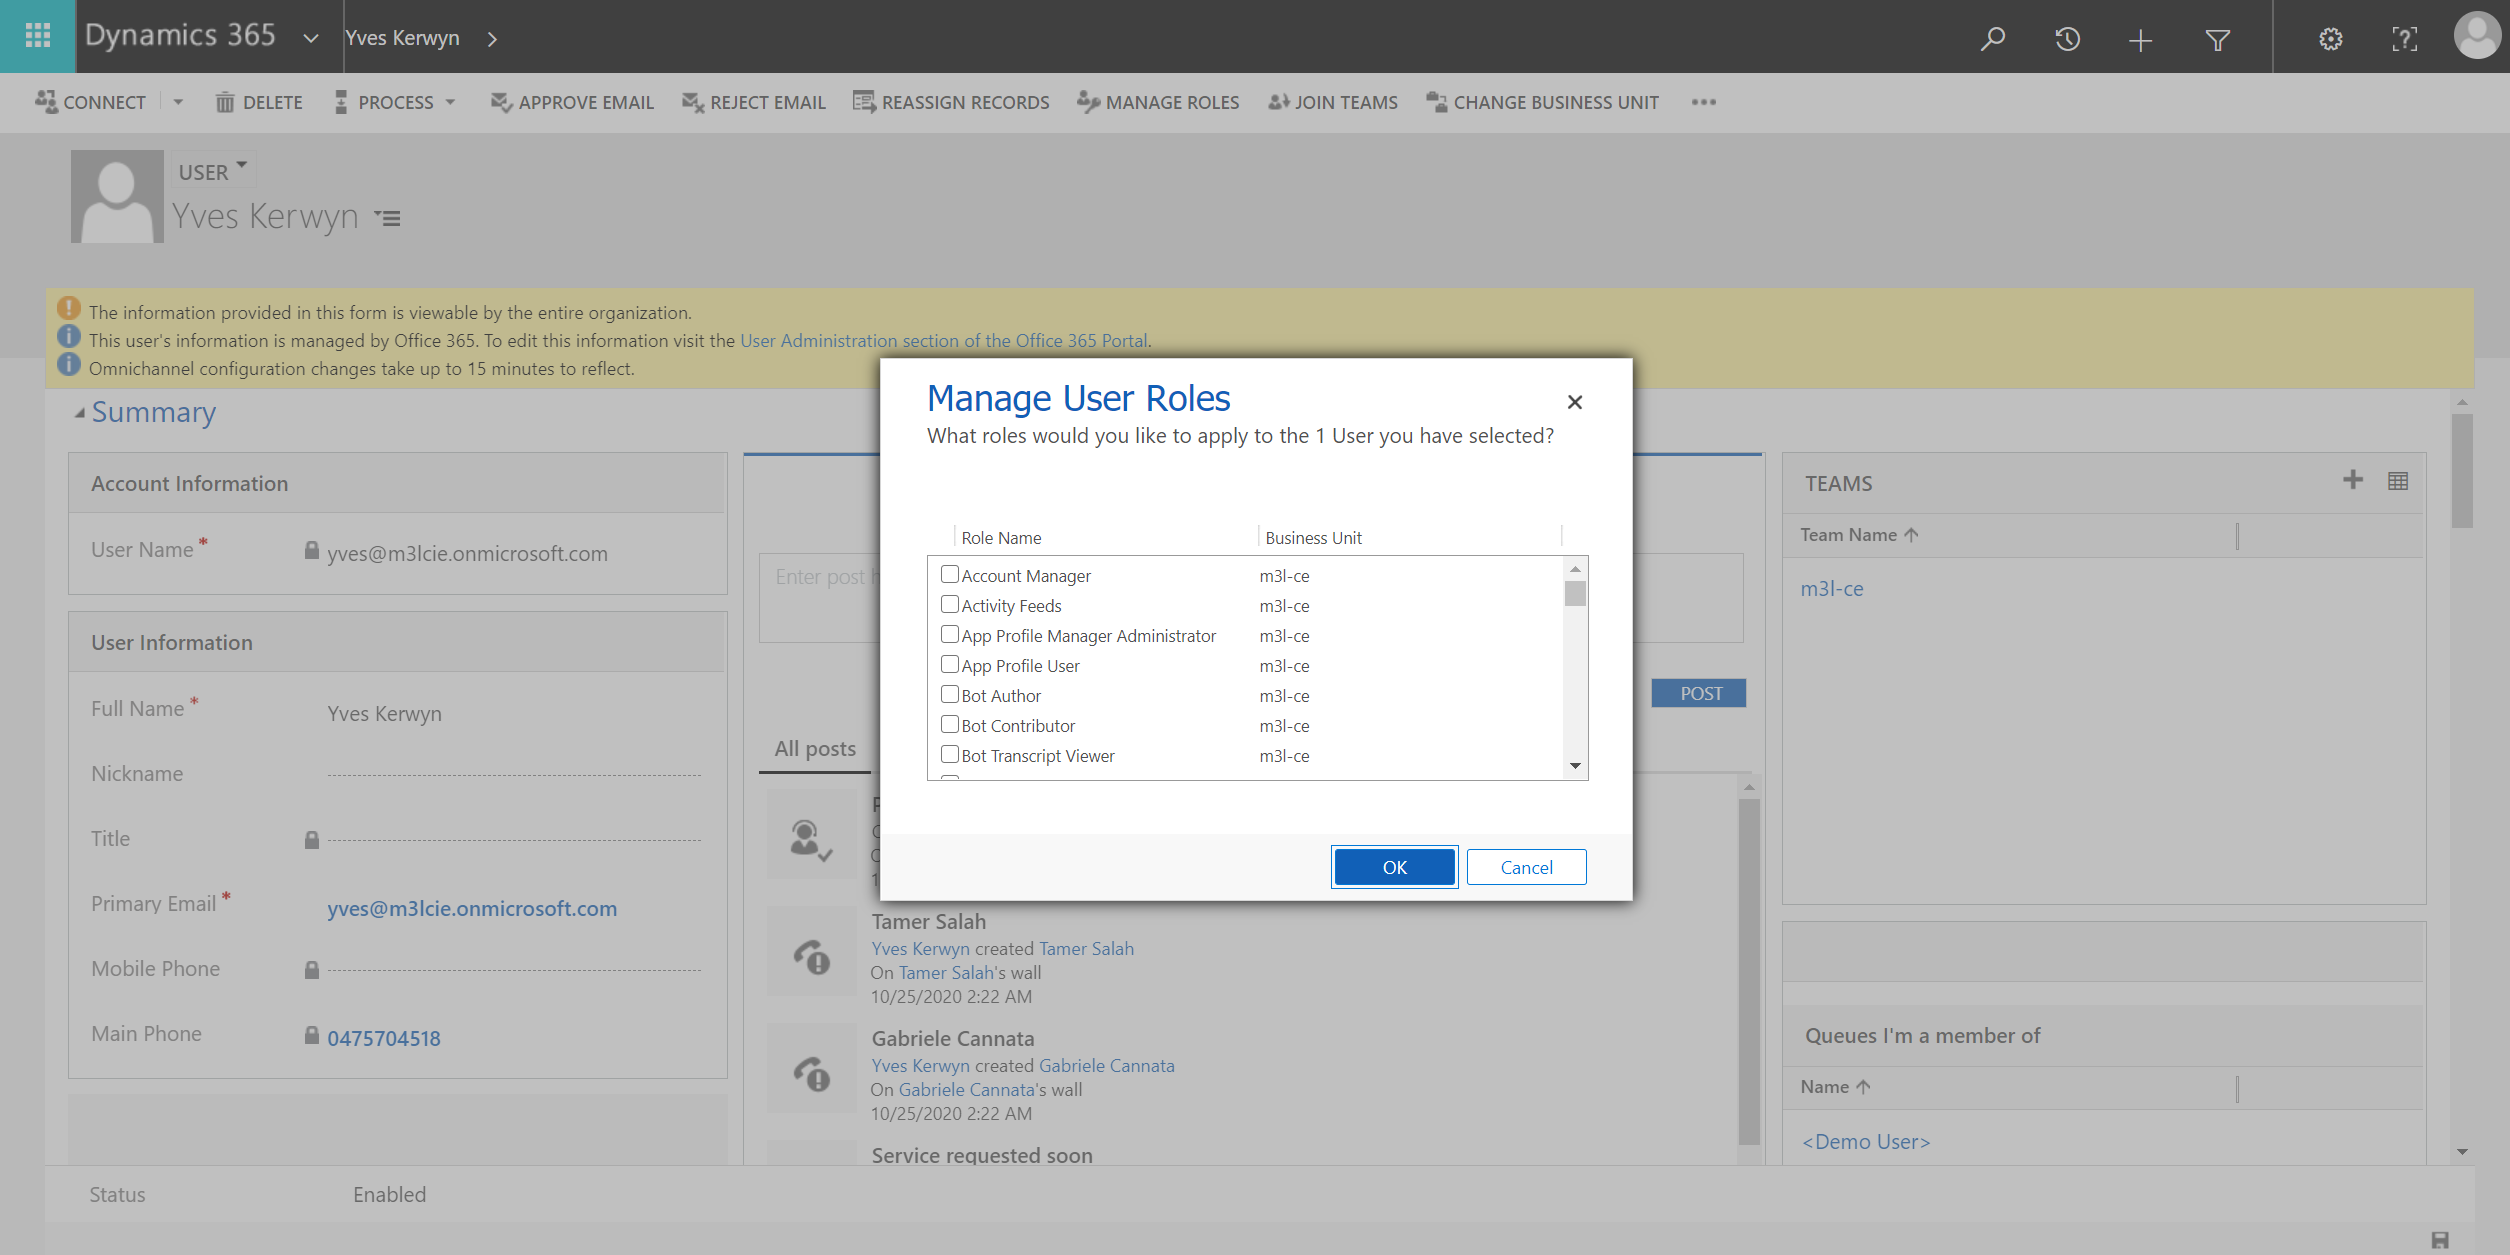 Dynamics 365
Yves Kerwyn
CONNECT
DELETE
PROCESS
APPROVE EMAIL
REJECT EMAIL
REASSIGN RECORDS
MANAGE ROLES
JOIN TEAMS
CHANGE BUSINESS UNIT
USER
Yves Kerwyn
The information provided in this form is viewable by the entire organization.
This user's information is managed by Office 365. To edit this information visit the User Administration section of the Office 365 Portal.
Omnichannel configuration changes take up to 15 minutes to reflect.
Summary
Account Information
User Name *
yves@m3lcie.onmicrosoft.com
User Information
Full Name *
Yves Kerwyn
Nickname
Title
Primary Email *
yves@m3lcie.onmicrosoft.com
Mobile Phone
Main Phone
0475704518
Manage User Roles
What roles would you like to apply to the 1 User you have selected?
Role Name
Business Unit
Account Manager m3l-ce
Activity Feeds m3l-ce
App Profile Manager Administrator m3l-ce
App Profile User m3l-ce
Bot Author m3l-ce
Bot Contributor m3l-ce
Bot Transcript Viewer m3l-ce
OK
Cancel
Enter post
POST
All posts
Tamer Salah
Yves Kerwyn created Tamer Salah
On Tamer Salah's wall
10/25/2020 2:22 AM
Gabriele Cannata
Yves Kerwyn created Gabriele Cannata
On Gabriele Cannata's wall
10/25/2020 2:22 AM
Service requested soon
TEAMS
Team Name
m3l-ce
Queues I'm a member of
Name
<Demo User>
Status
Enabled